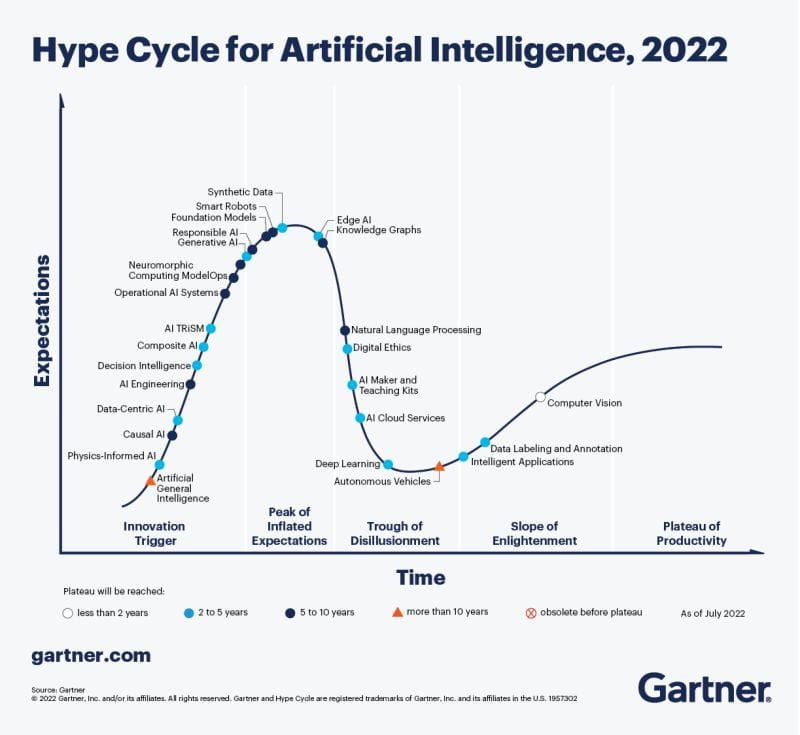 Hype Cycle for Artificial Intelligence, 2022
Expectations
Synthetic Data
Smart Robots
Foundation Models
Responsible AI
Generative AI
Neuromorphic
Computing ModelOps
Operational AI Systems
AI TRiSM
Composite AI
Decision Intelligence
AI Engineering
Data-Centric AI
Causal AI
Physics-Informed AI
Artificial
General
Intelligence
Edge AI
Knowledge Graphs
Natural Language Processing
Digital Ethics
AI Maker and
Teaching Kits
AI Cloud Services
Deep Learning
Autonomous Vehicles
Computer Vision
Data Labeling and Annotation
Intelligent Applications
Innovation
Trigger
Peak of
Inflated
Expectations
Trough of
Disillusionment
Slope of
Enlightenment
Plateau of
Productivity
Time
Plateau will be reached:
less than 2 years
2 to 5 years
5 to 10 years
more than 10 years
obsolete before plateau
As of July 2022
gartner.com
Source: Gartner
© 2022 Gartner, Inc. and/or its affiliates. All rights reserved. Gartner and Hype Cycle are registered trademarks of Gartner, Inc. and its affiliates in the U.S. 1957302
Gartner®